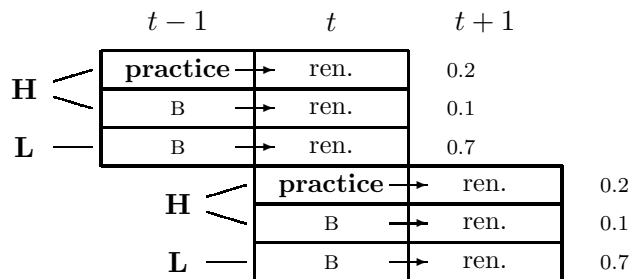 t − 1 t t + 1
H practice ren. 0.2
B ren. 0.1
L B ren. 0.7
H practice ren. 0.2
B ren. 0.1
L B ren. 0.7